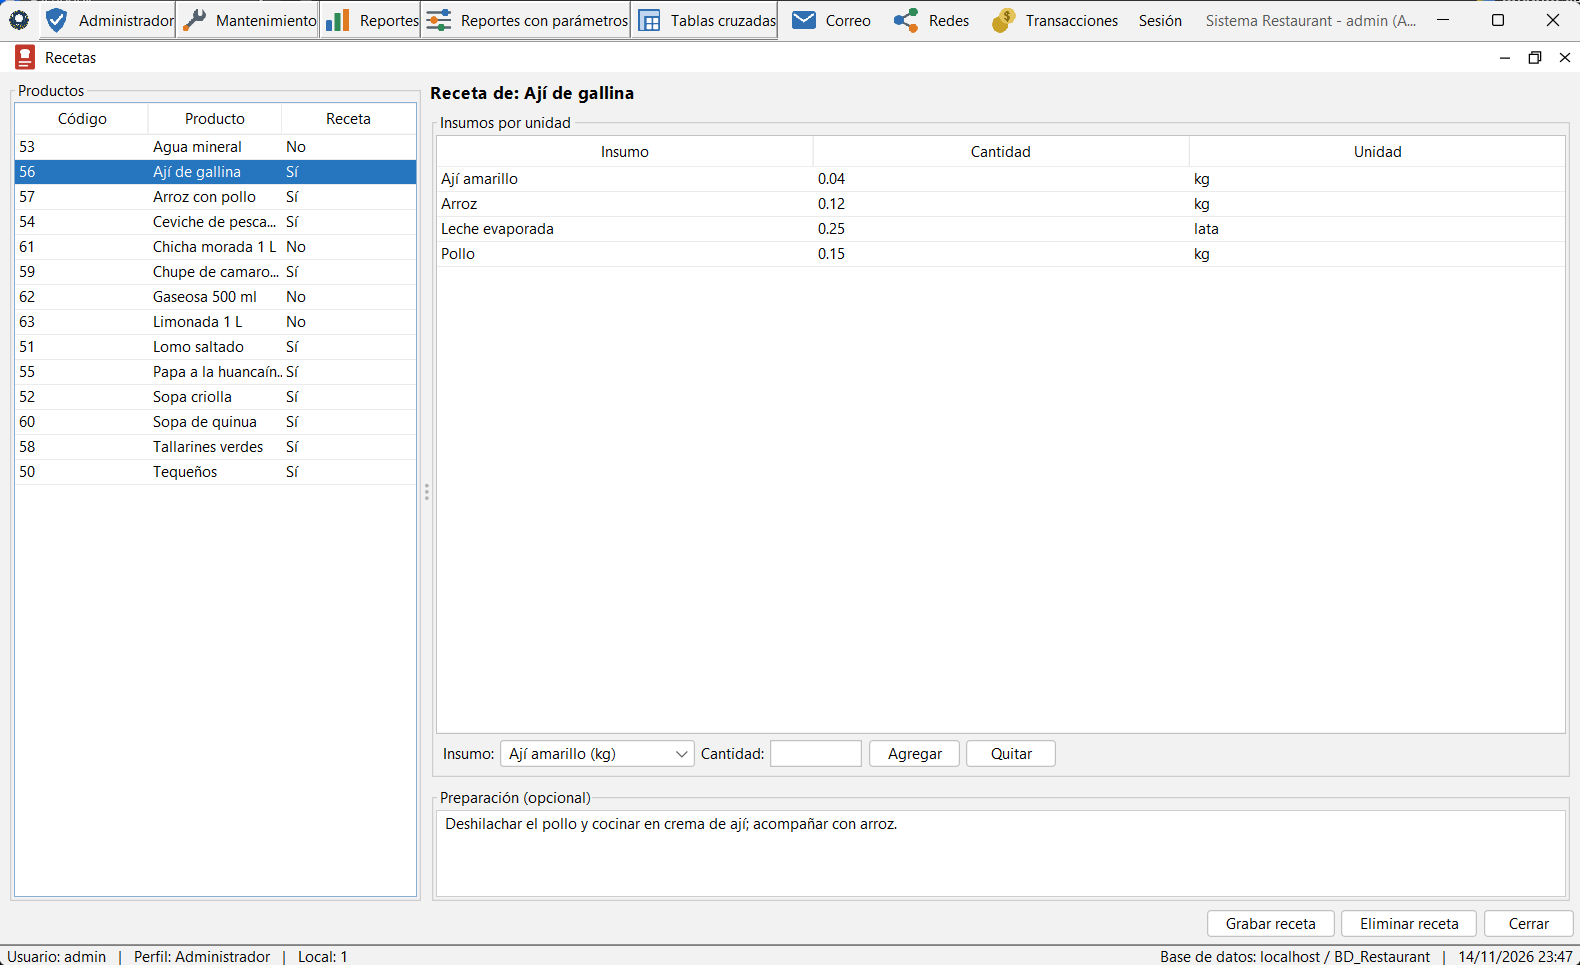 Administrador Mantenimiento Reportes Reportes con parámetros Tablas cruzadas Correo Redes Transacciones Sesión Sistema Restaurant - admin (A...
Recetas
Productos
Código Producto Receta
53 Agua mineral No
56 Ají de gallina Sí
57 Arroz con pollo Sí
54 Ceviche de pesca... Sí
61 Chicha morada 1 L No
59 Chupe de camaro... Sí
62 Gaseosa 500 ml No
63 Limonada 1 L No
51 Lomo saltado Sí
55 Papa a la huancaín.. Sí
52 Sopa criolla Sí
60 Sopa de quinua Sí
58 Tallarines verdes Sí
50 Tequeños Sí
Receta de: Ají de gallina
Insumos por unidad
Insumo Cantidad Unidad
Ají amarillo 0.04 kg
Arroz 0.12 kg
Leche evaporada 0.25 lata
Pollo 0.15 kg
Insumo: Ají amarillo (kg) Cantidad: Agregar Quitar
Preparación (opcional)
Deshilachar el pollo y cocinar en crema de ají; acompañar con arroz.
Grabar receta Eliminar receta Cerrar
Usuario: admin | Perfil: Administrador | Local: 1 Base de datos: localhost / BD_Restaurant | 14/11/2026 23:47